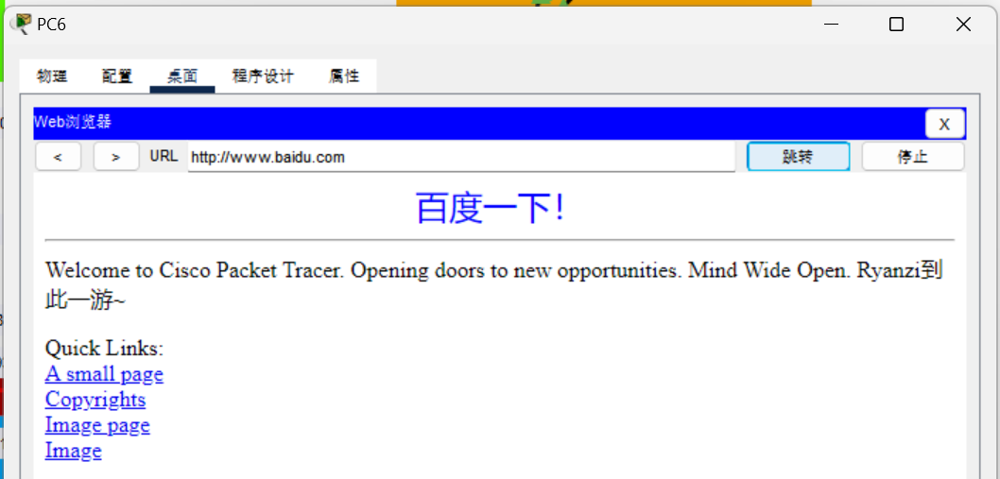 PC6
物理 配置 桌面 程序设计 属性
Web浏览器 X
< > URL http://www.baidu.com 跳转 停止
百度一下!
Welcome to Cisco Packet Tracer. Opening doors to new opportunities. Mind Wide Open. Ryanzi到
此一游~
Quick Links:
A small page
Copyrights
Image page
Image